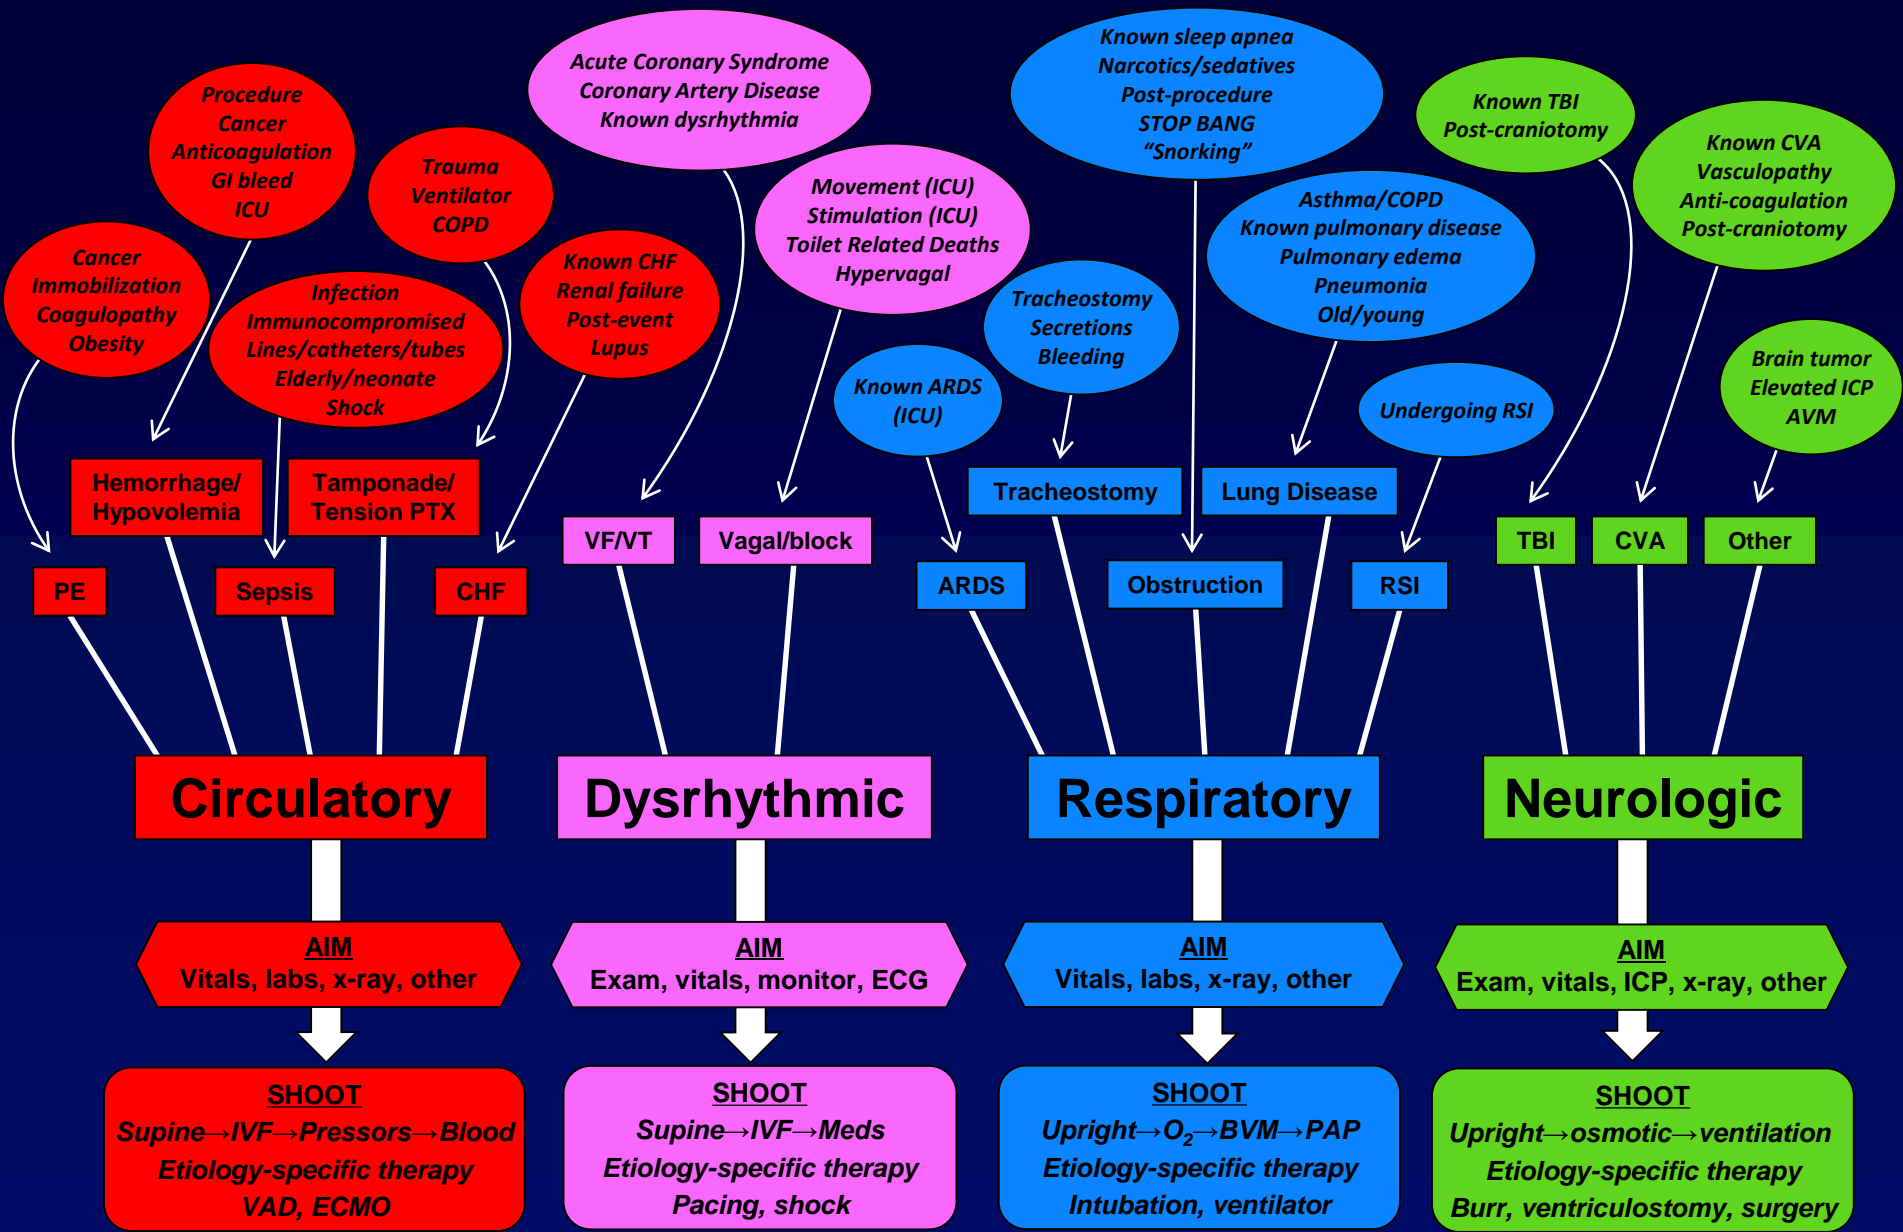 Procedure
Cancer
Anticoagulation
GI bleed
ICU
Acute Coronary Syndrome
Coronary Artery Disease
Known dysrhythmia
Known sleep apnea
Narcotics/sedatives
Post-procedure
STOP BANG
“Snorking”
Known TBI
Post-craniotomy
Known CVA
Vasculopathy
Anti-coagulation
Post-craniotomy
Trauma
Ventilator
COPD
Movement (ICU)
Stimulation (ICU)
Toilet Related Deaths
Hypervagal
Asthma/COPD
Known pulmonary disease
Pulmonary edema
Pneumonia
Old/young
Cancer
Immobilization
Coagulopathy
Obesity
Infection
Immunocompromised
Lines/catheters/tubes
Elderly/neonate
Shock
Known CHF
Renal failure
Post-event
Lupus
Tracheostomy
Secretions
Bleeding
Known ARDS
(ICU)
Undergoing RSI
Brain tumor
Elevated ICP
AVM
Hemorrhage/
Hypovolemia
Tamponade/
Tension PTX
Tracheostomy
Lung Disease
VF/VT
Vagal/block
TBI
CVA
Other
PE
Sepsis
CHF
ARDS
Obstruction
RSI
Circulatory
Dysrhythmic
Respiratory
Neurologic
AIM
Vitals, labs, x-ray, other
AIM
Exam, vitals, monitor, ECG
AIM
Vitals, labs, x-ray, other
AIM
Exam, vitals, ICP, x-ray, other
SHOOT
Supine→IVF→Pressors→Blood
Etiology-specific therapy
VAD, ECMO
SHOOT
Supine→IVF→Meds
Etiology-specific therapy
Pacing, shock
SHOOT
Upright→O₂→BVM→PAP
Etiology-specific therapy
Intubation, ventilator
SHOOT
Upright→osmotic→ventilation
Etiology-specific therapy
Burr, ventriculostomy, surgery